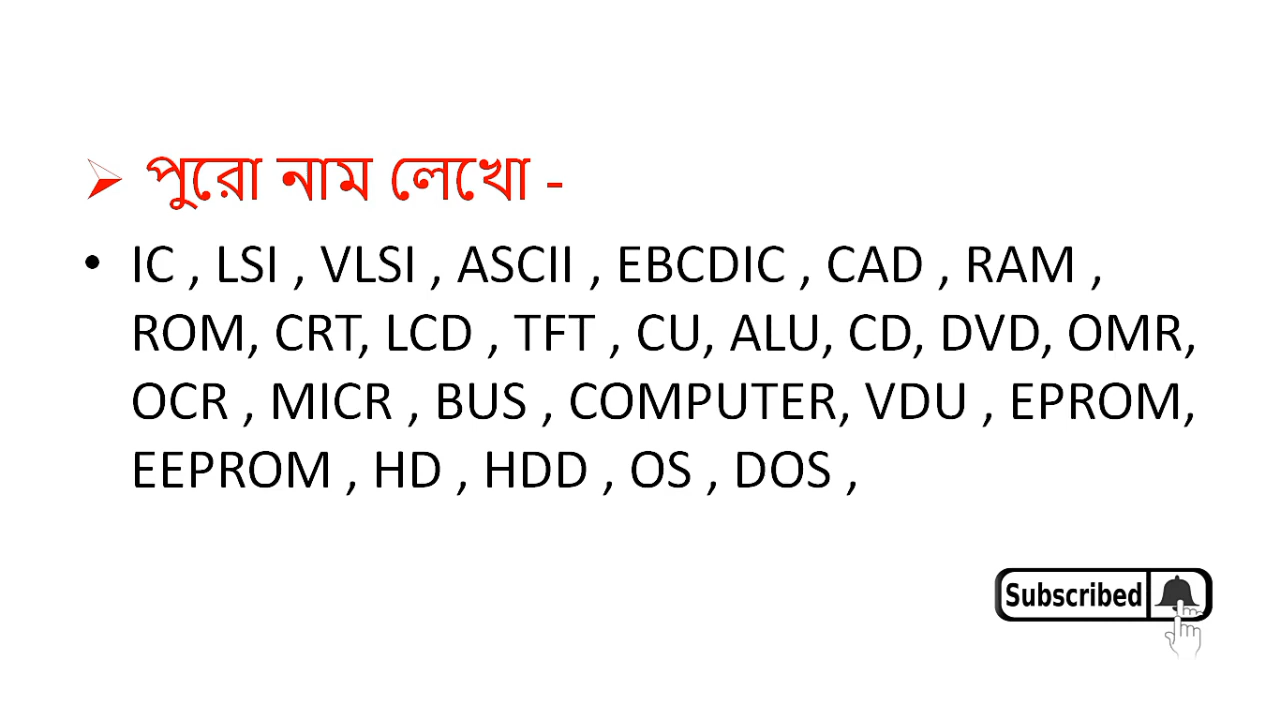 ➢ পুরো নাম লেখো -
• IC , LSI , VLSI , ASCII , EBCDIC , CAD , RAM ,
ROM, CRT, LCD , TFT , CU, ALU, CD, DVD, OMR,
OCR , MICR , BUS , COMPUTER, VDU , EPROM,
EEPROM , HD , HDD , OS , DOS ,
Subscribed